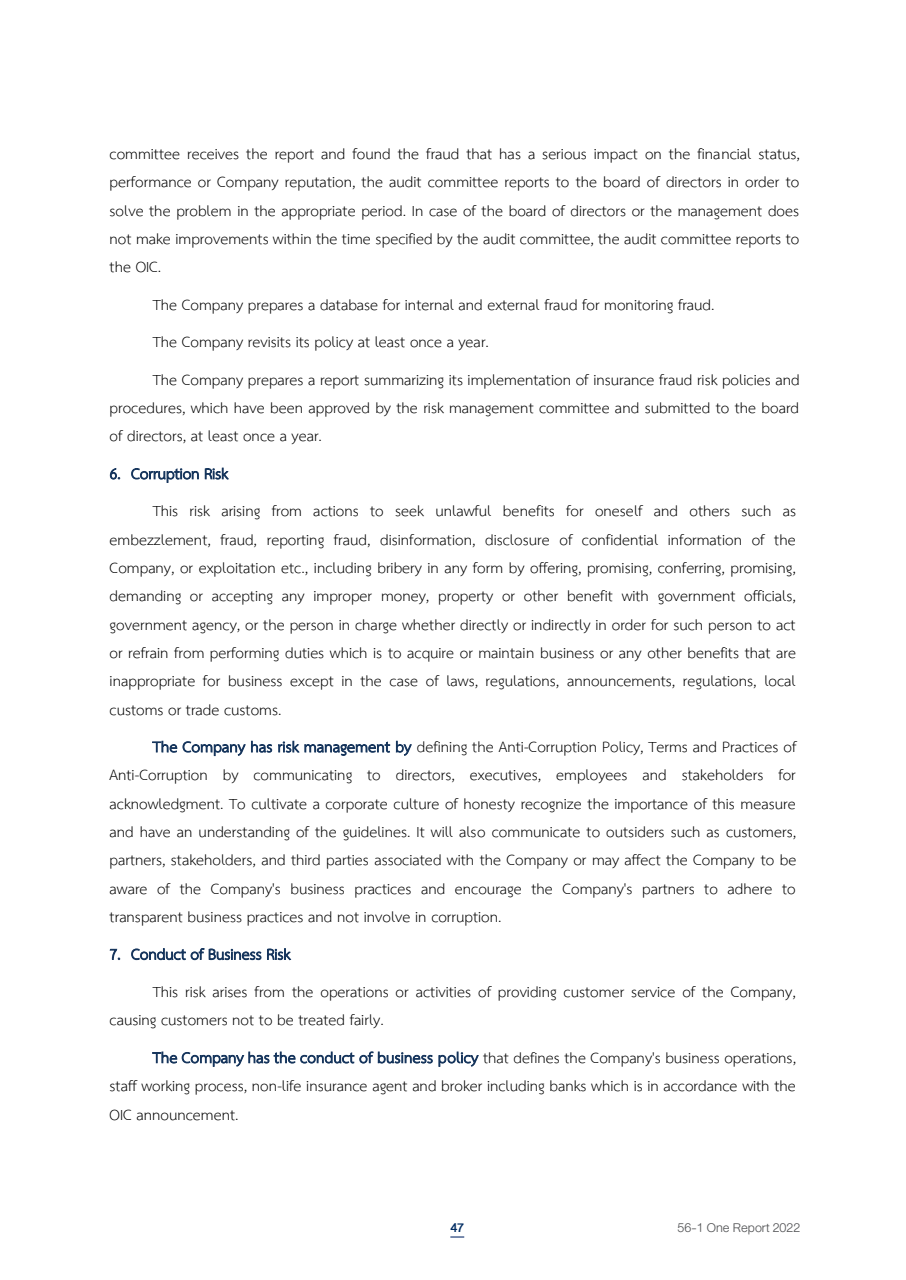 committee receives the report and found the fraud that has a serious impact on the financial status,
performance or Company reputation, the audit committee reports to the board of directors in order to
solve the problem in the appropriate period. In case of the board of directors or the management does
not make improvements within the time specified by the audit committee, the audit committee reports to
the OIC.
The Company prepares a database for internal and external fraud for monitoring fraud.
The Company revisits its policy at least once a year.
The Company prepares a report summarizing its implementation of insurance fraud risk policies and
procedures, which have been approved by the risk management committee and submitted to the board
of directors, at least once a year.
6. Corruption Risk
This risk arising from actions to seek unlawful benefits for oneself and others such as
embezzlement, fraud, reporting fraud, disinformation, disclosure of confidential information of the
Company, or exploitation etc., including bribery in any form by offering, promising, conferring, promising,
demanding or accepting any improper money, property or other benefit with government officials,
government agency, or the person in charge whether directly or indirectly in order for such person to act
or refrain from performing duties which is to acquire or maintain business or any other benefits that are
inappropriate for business except in the case of laws, regulations, announcements, regulations, local
customs or trade customs.
The Company has risk management by defining the Anti-Corruption Policy, Terms and Practices of
Anti-Corruption by communicating to directors, executives, employees and stakeholders for
acknowledgment. To cultivate a corporate culture of honesty recognize the importance of this measure
and have an understanding of the guidelines. It will also communicate to outsiders such as customers,
partners, stakeholders, and third parties associated with the Company or may affect the Company to be
aware of the Company's business practices and encourage the Company's partners to adhere to
transparent business practices and not involve in corruption.
7. Conduct of Business Risk
This risk arises from the operations or activities of providing customer service of the Company,
causing customers not to be treated fairly.
The Company has the conduct of business policy that defines the Company's business operations,
staff working process, non-life insurance agent and broker including banks which is in accordance with the
OIC announcement.
47
56-1 One Report 2022